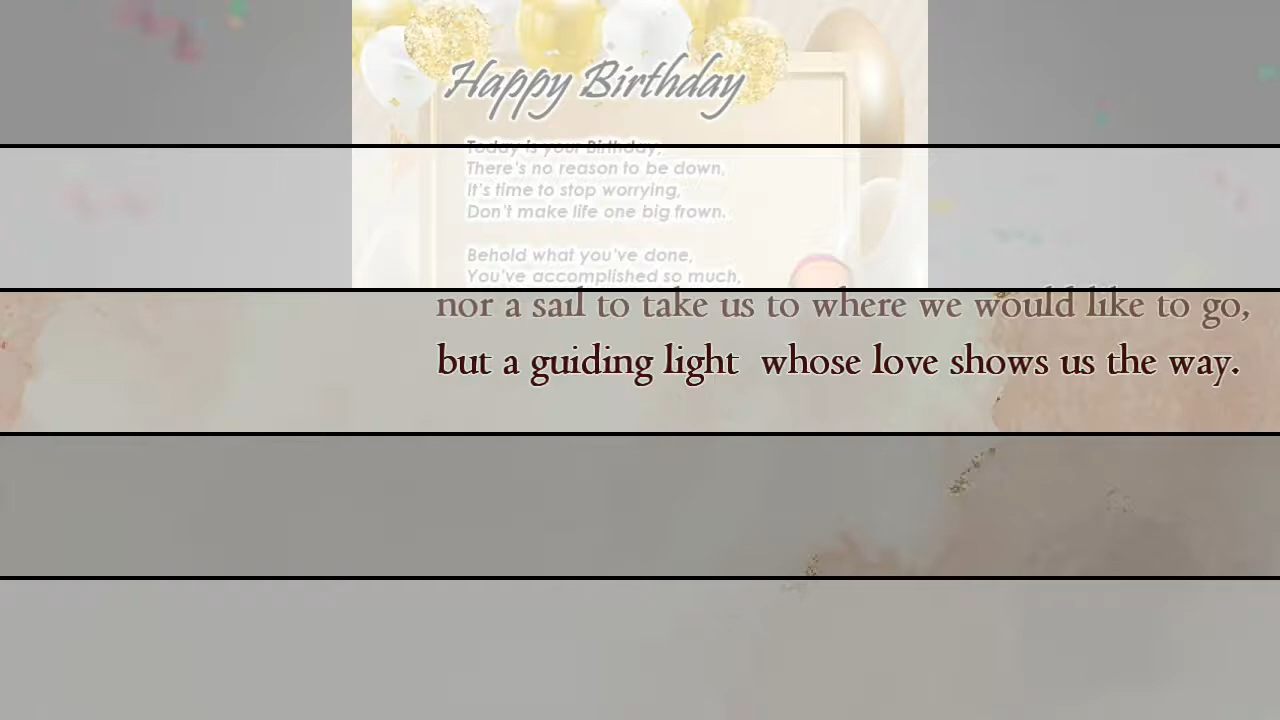 Happy Birthday
Today is your Birthday,
There's no reason to be down,
It's time to stop worrying,
Don't make life one big frown.
Behold what you've done,
You've accomplished so much,
nor a sail to take us to where we would like to go,
but a guiding light whose love shows us the way.